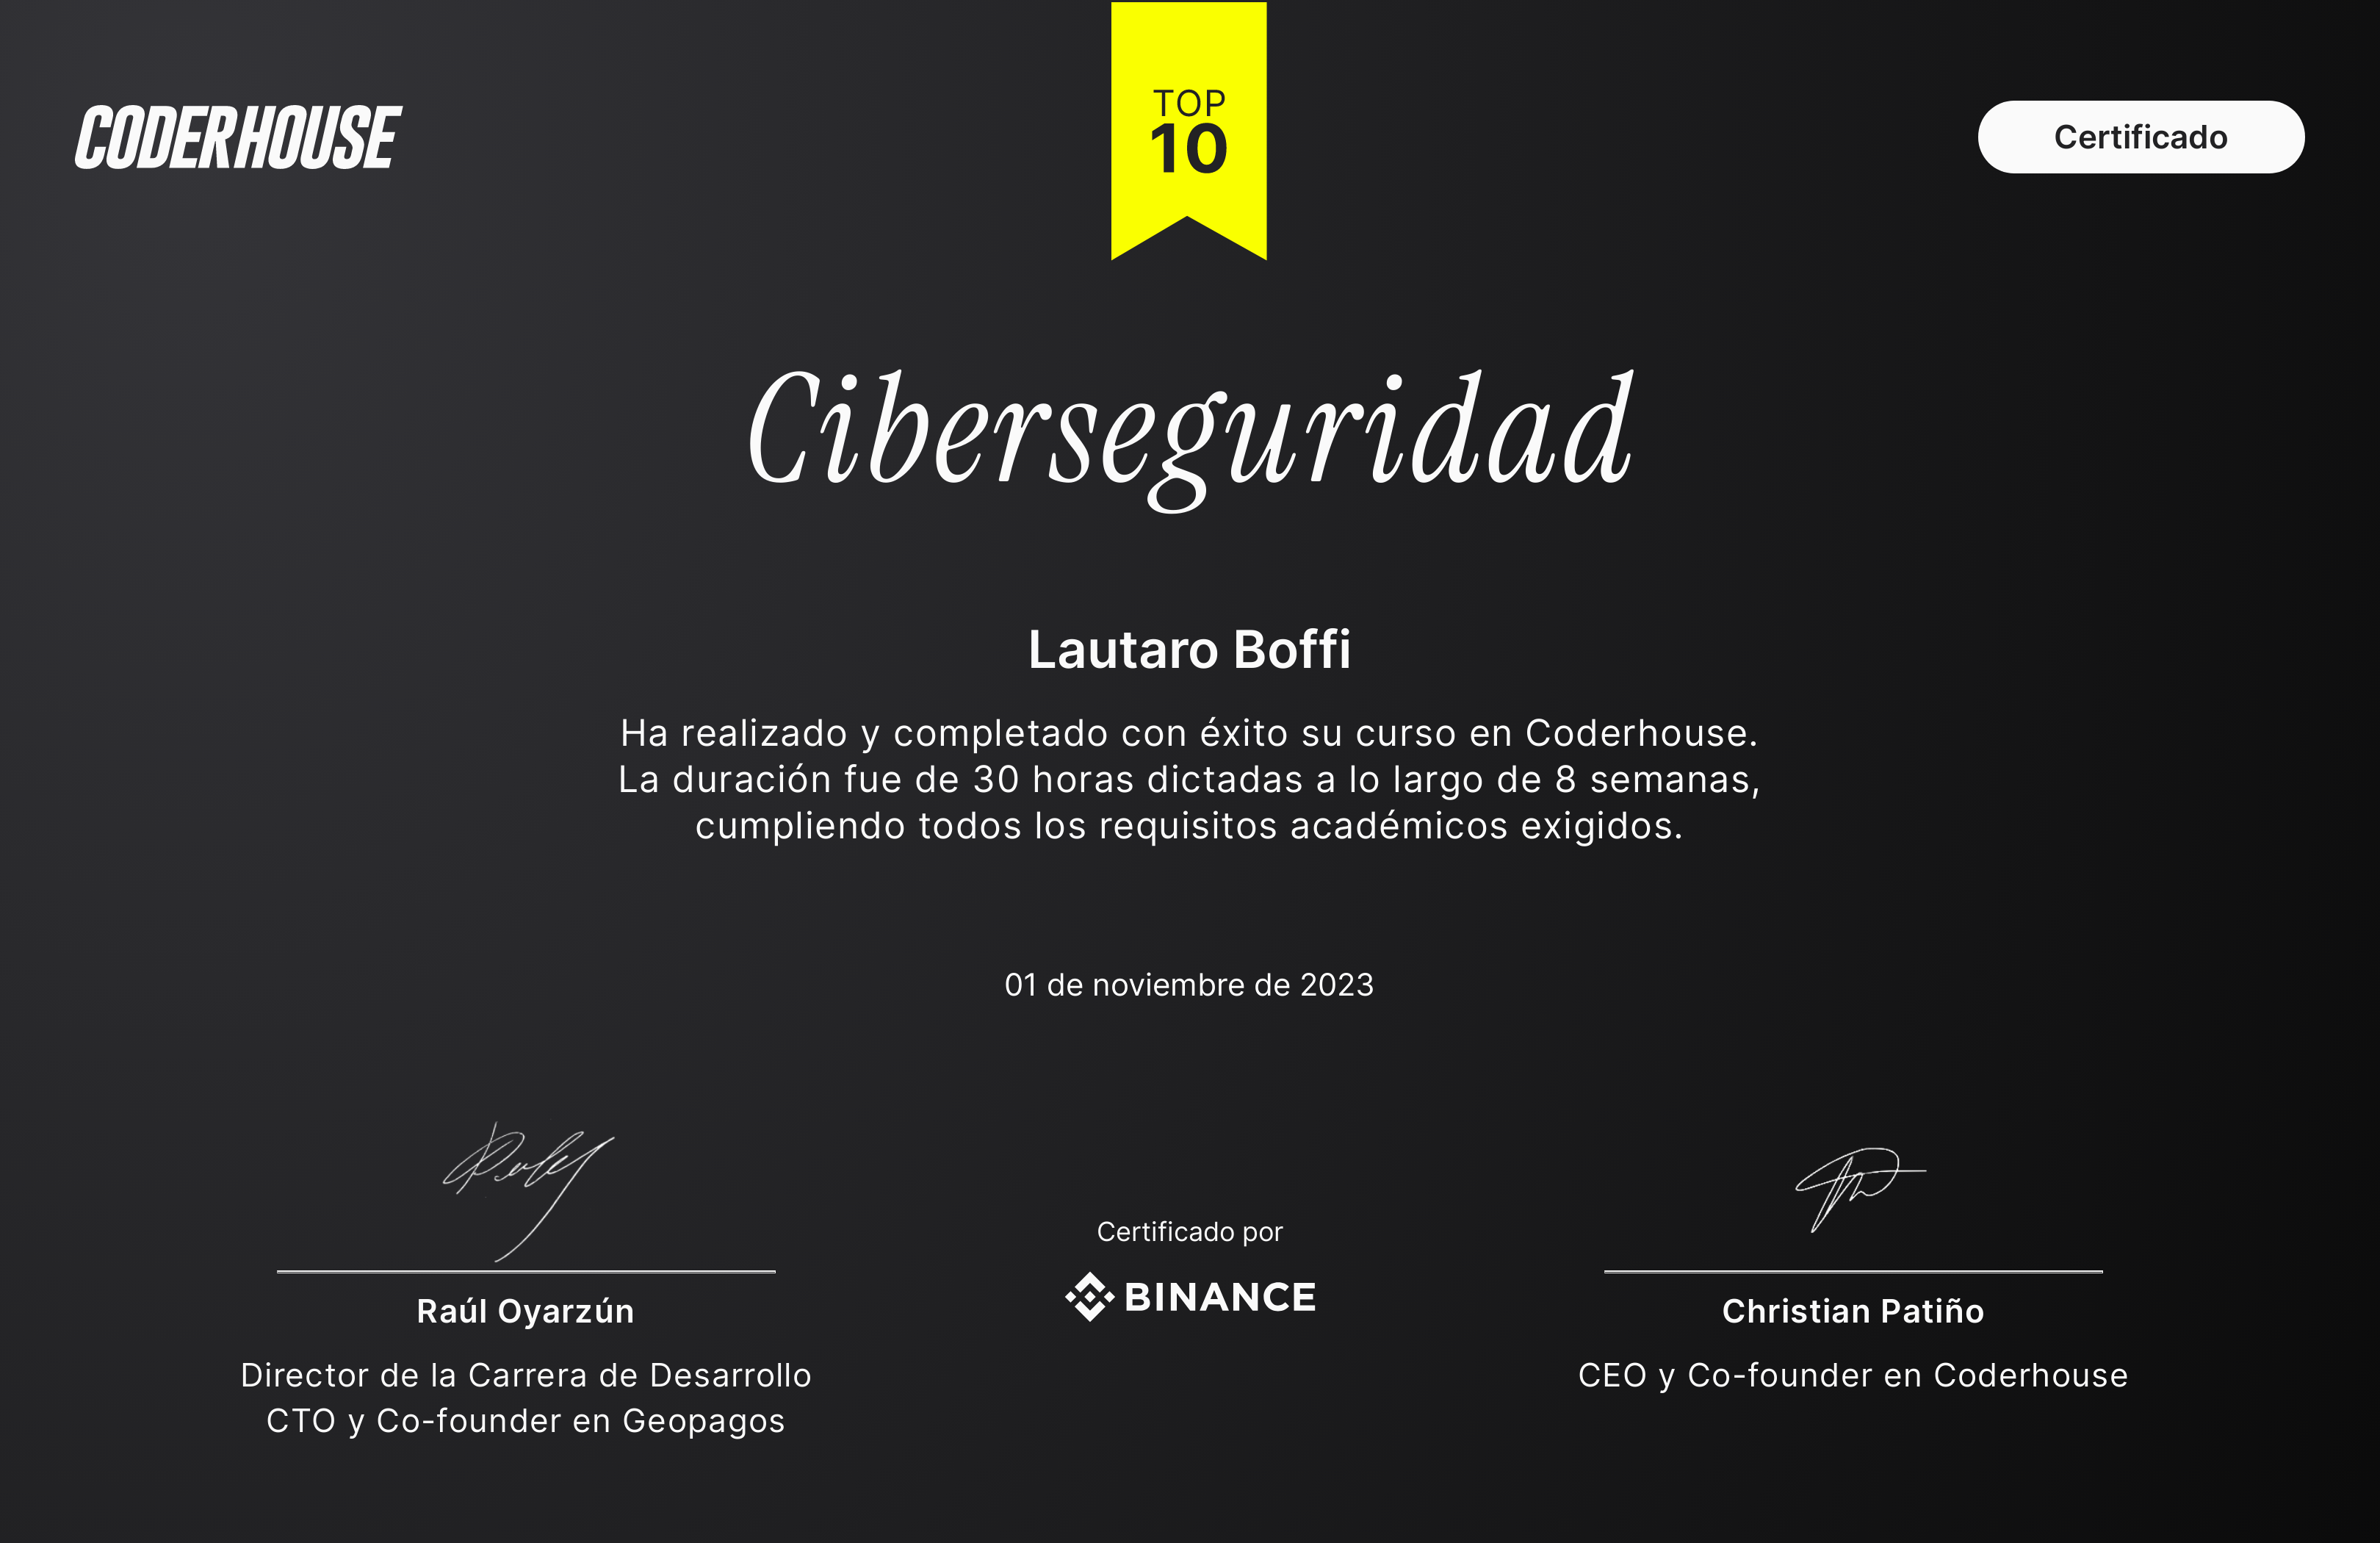 CODERHOUSE
TOP
10
Certificado
Ciberseguridad
Lautaro Boffi
Ha realizado y completado con éxito su curso en Coderhouse.
La duración fue de 30 horas dictadas a lo largo de 8 semanas,
cumpliendo todos los requisitos académicos exigidos.
01 de noviembre de 2023
Raúl Oyarzún
Director de la Carrera de Desarrollo
CTO y Co-founder en Geopagos
Certificado por
BINANCE
Christian Patiño
CEO y Co-founder en Coderhouse